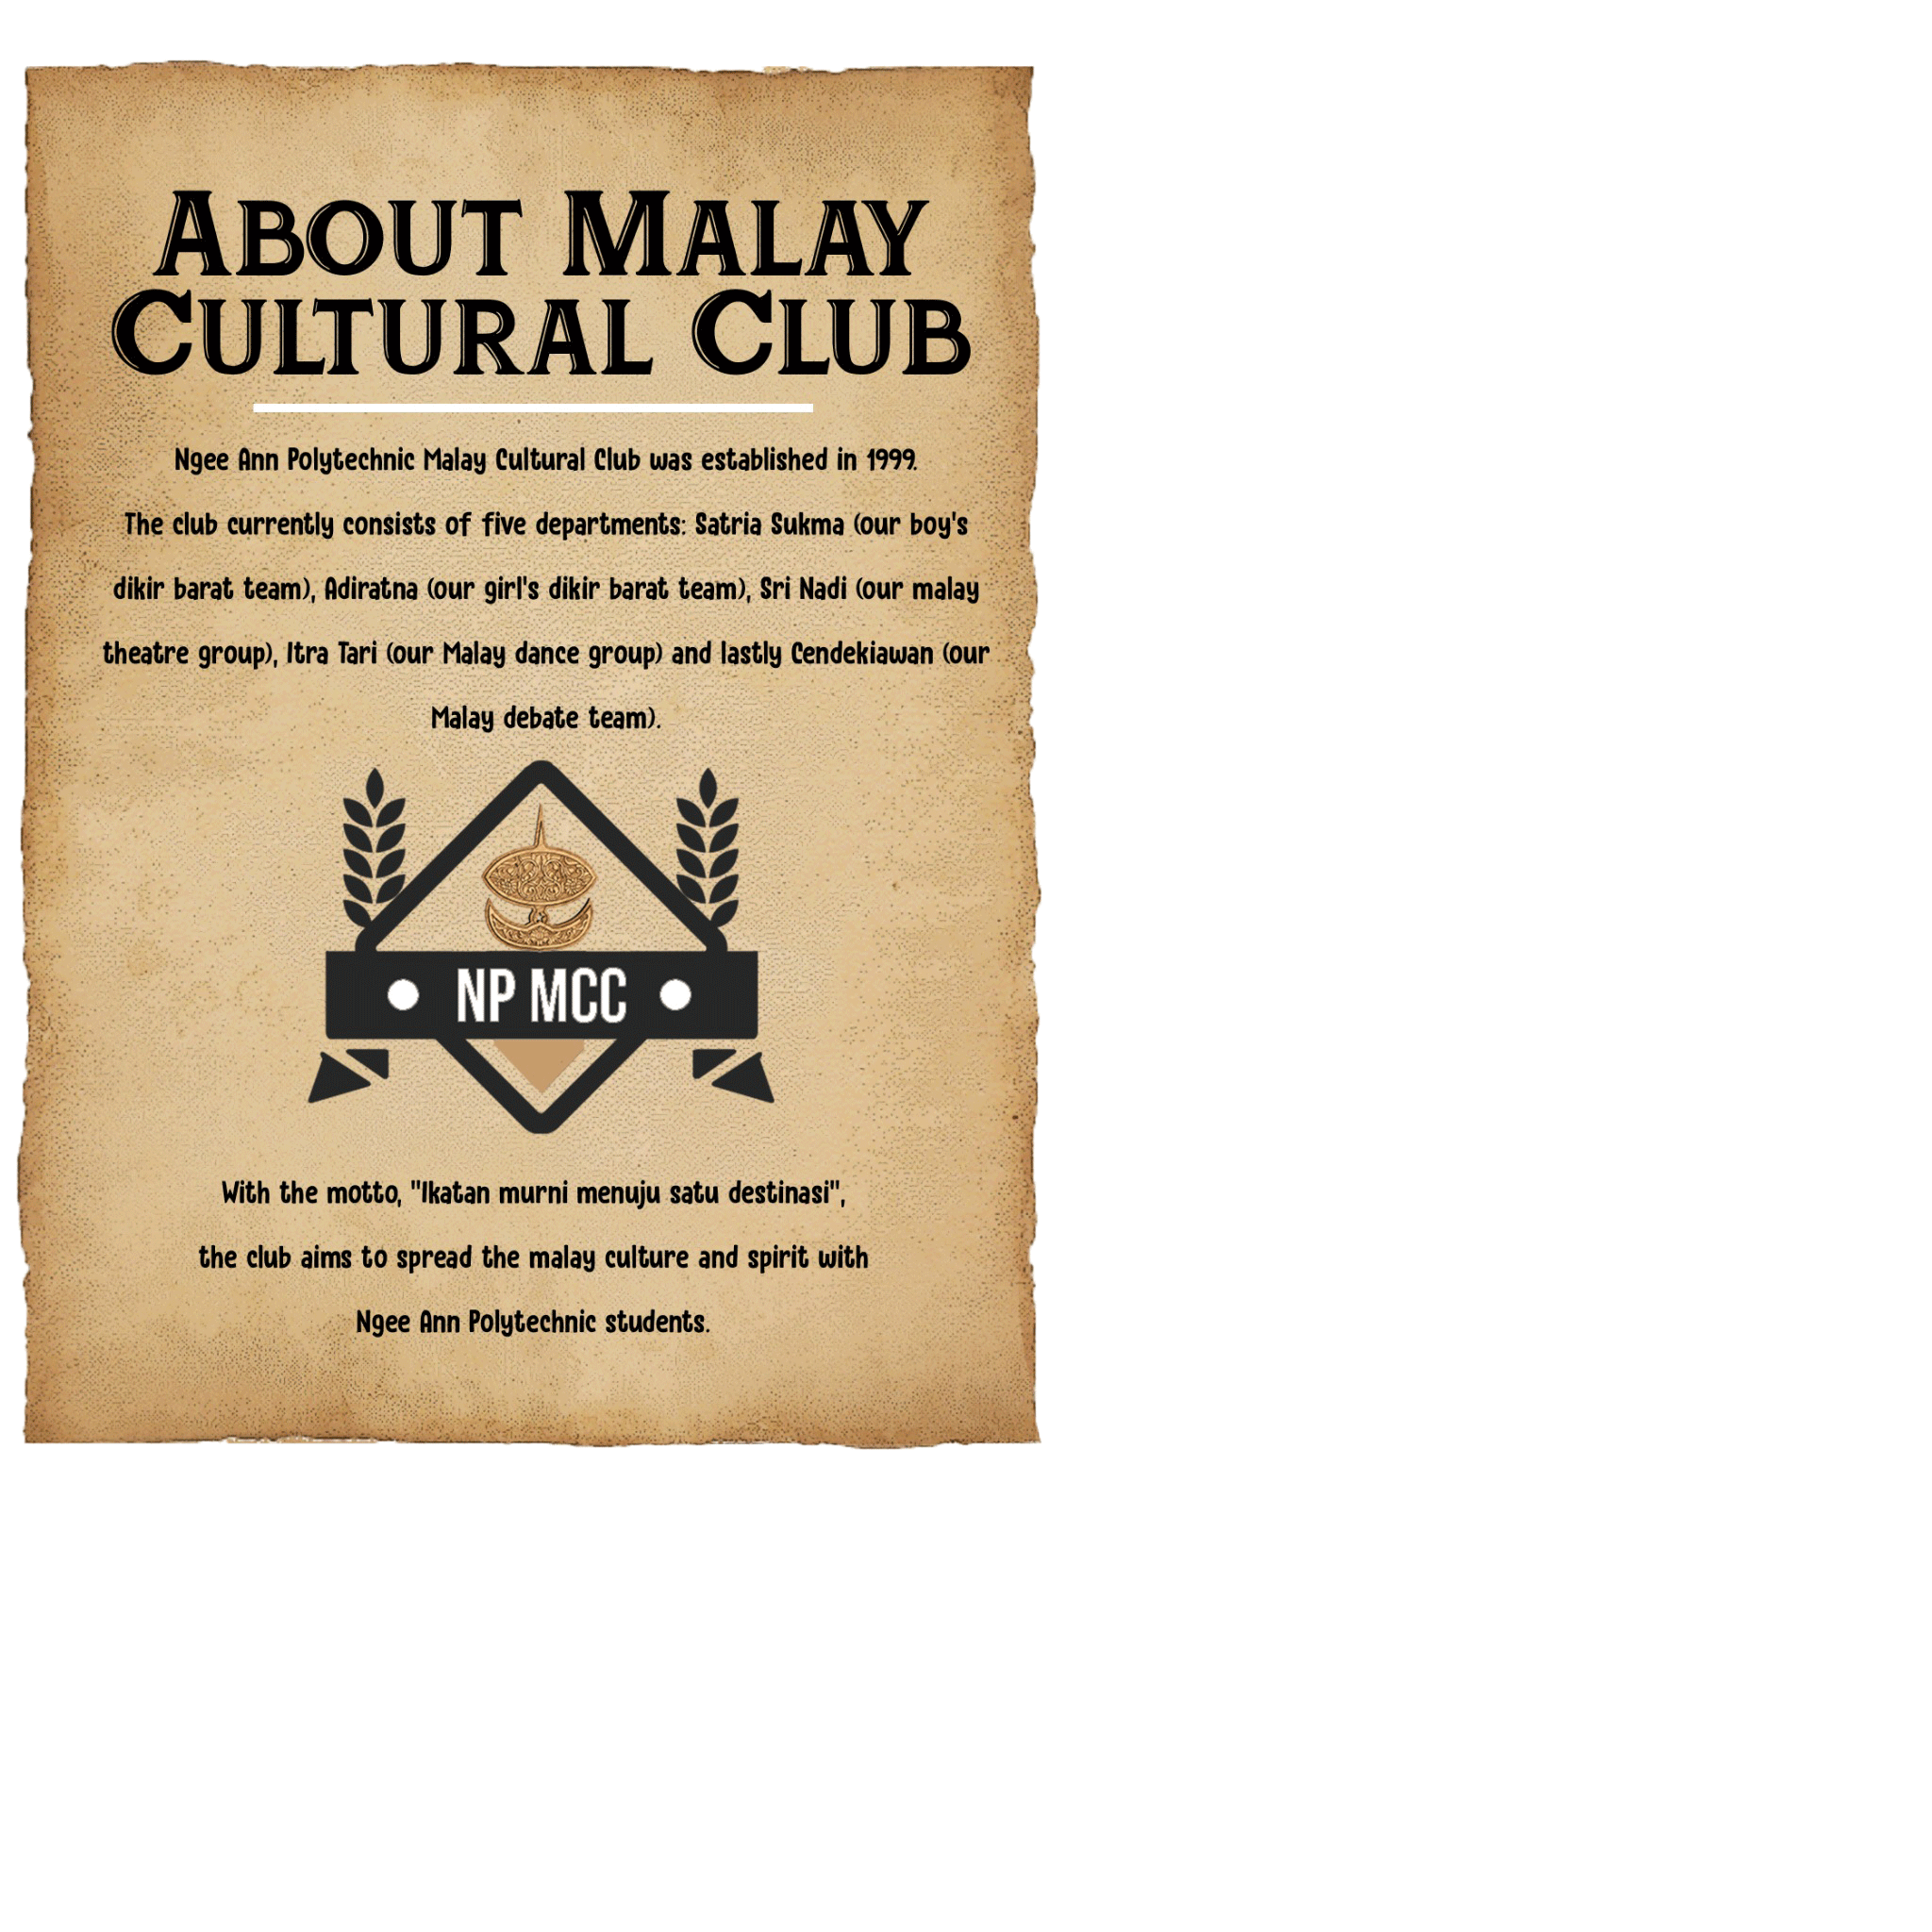 About Malay
Cultural Club
Ngee Ann Polytechnic Malay Cultural Club was established in 1999.
The club currently consists of five departments: Satria Sukma (our boy's
dikir barat team), Adiratna (our girl's dikir barat team), Sri Nadi (our malay
theatre group), Itra Tari (our Malay dance group) and lastly Cendekiawan (our
Malay debate team).
NP MCC
With the motto, "Ikatan murni menuju satu destinasi",
the club aims to spread the malay culture and spirit with
Ngee Ann Polytechnic students.